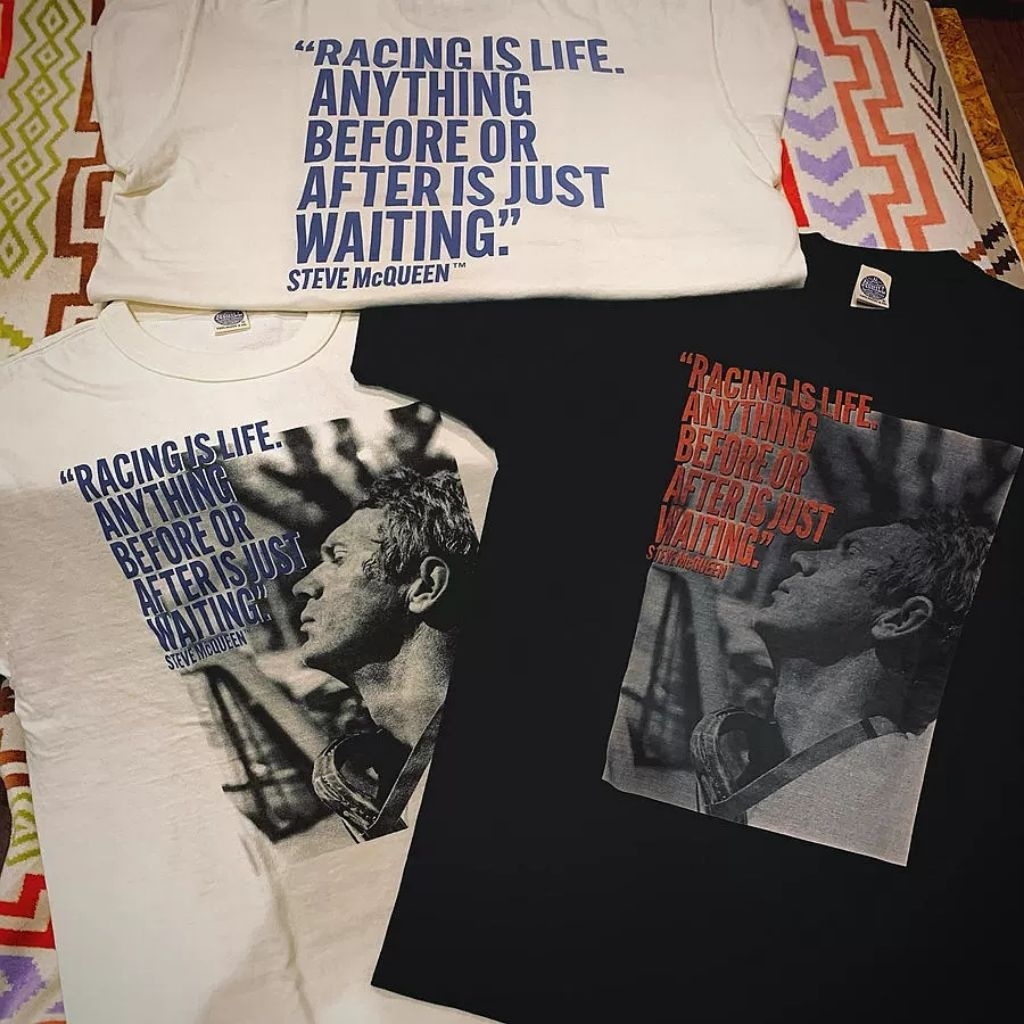 “RACING IS LIFE.
ANYTHING
BEFORE OR
AFTER IS JUST
WAITING.”
STEVE McQUEEN™
“RACING IS LIFE.
ANYTHING
BEFORE OR
AFTER IS JUST
WAITING.”
STEVE McQUEEN
“RACING IS LIFE.
ANYTHING
BEFORE OR
AFTER IS JUST
WAITING.”
STEVE McQUEEN